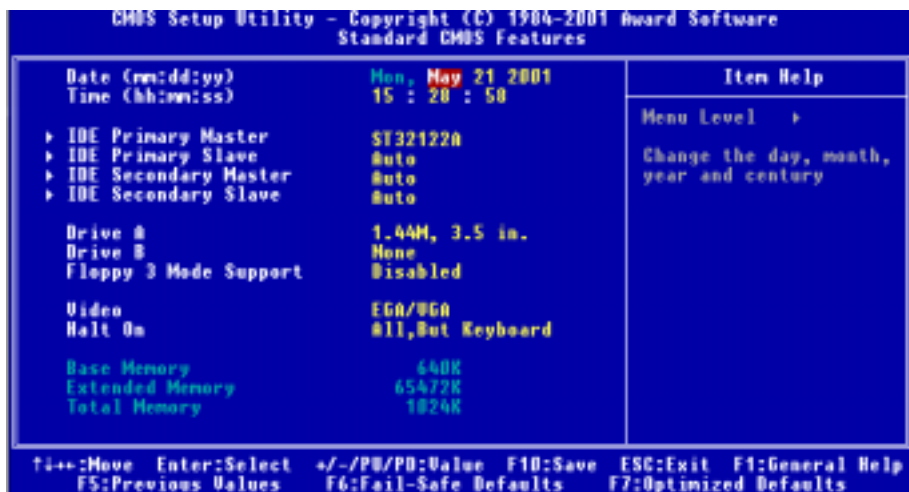 CMOS Setup Utility - Copyright (C) 1984-2001 Award Software
Standard CMOS Features
Date (mm:dd:yy) Mon, May 21 2001
Time (hh:mm:ss) 15 : 28 : 58
IDE Primary Master ST32122A
IDE Primary Slave Auto
IDE Secondary Master Auto
IDE Secondary Slave Auto
Drive A 1.44M, 3.5 in.
Drive B None
Floppy 3 Mode Support Disabled
Video EGA/VGA
Halt On All,But Keyboard
Base Memory 640K
Extended Memory 65472K
Total Memory 1024K
Item Help
Menu Level ▸
Change the day, month,
year and century
↑↓→←:Move Enter:Select +/-/PU/PD:Value F10:Save ESC:Exit F1:General Help
F5:Previous Values F6:Fail-Safe Defaults F7:Optimized Defaults